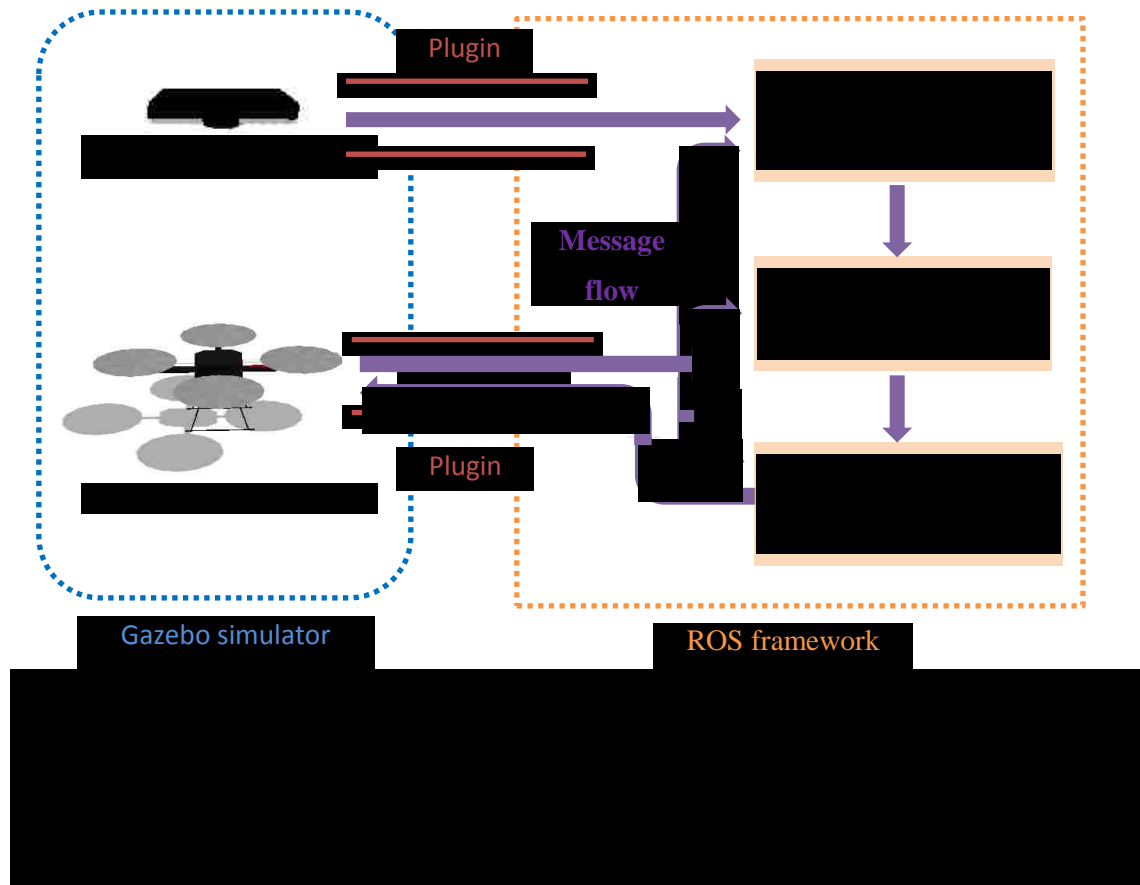 Plugin
Message
flow
Plugin
Gazebo simulator
ROS framework